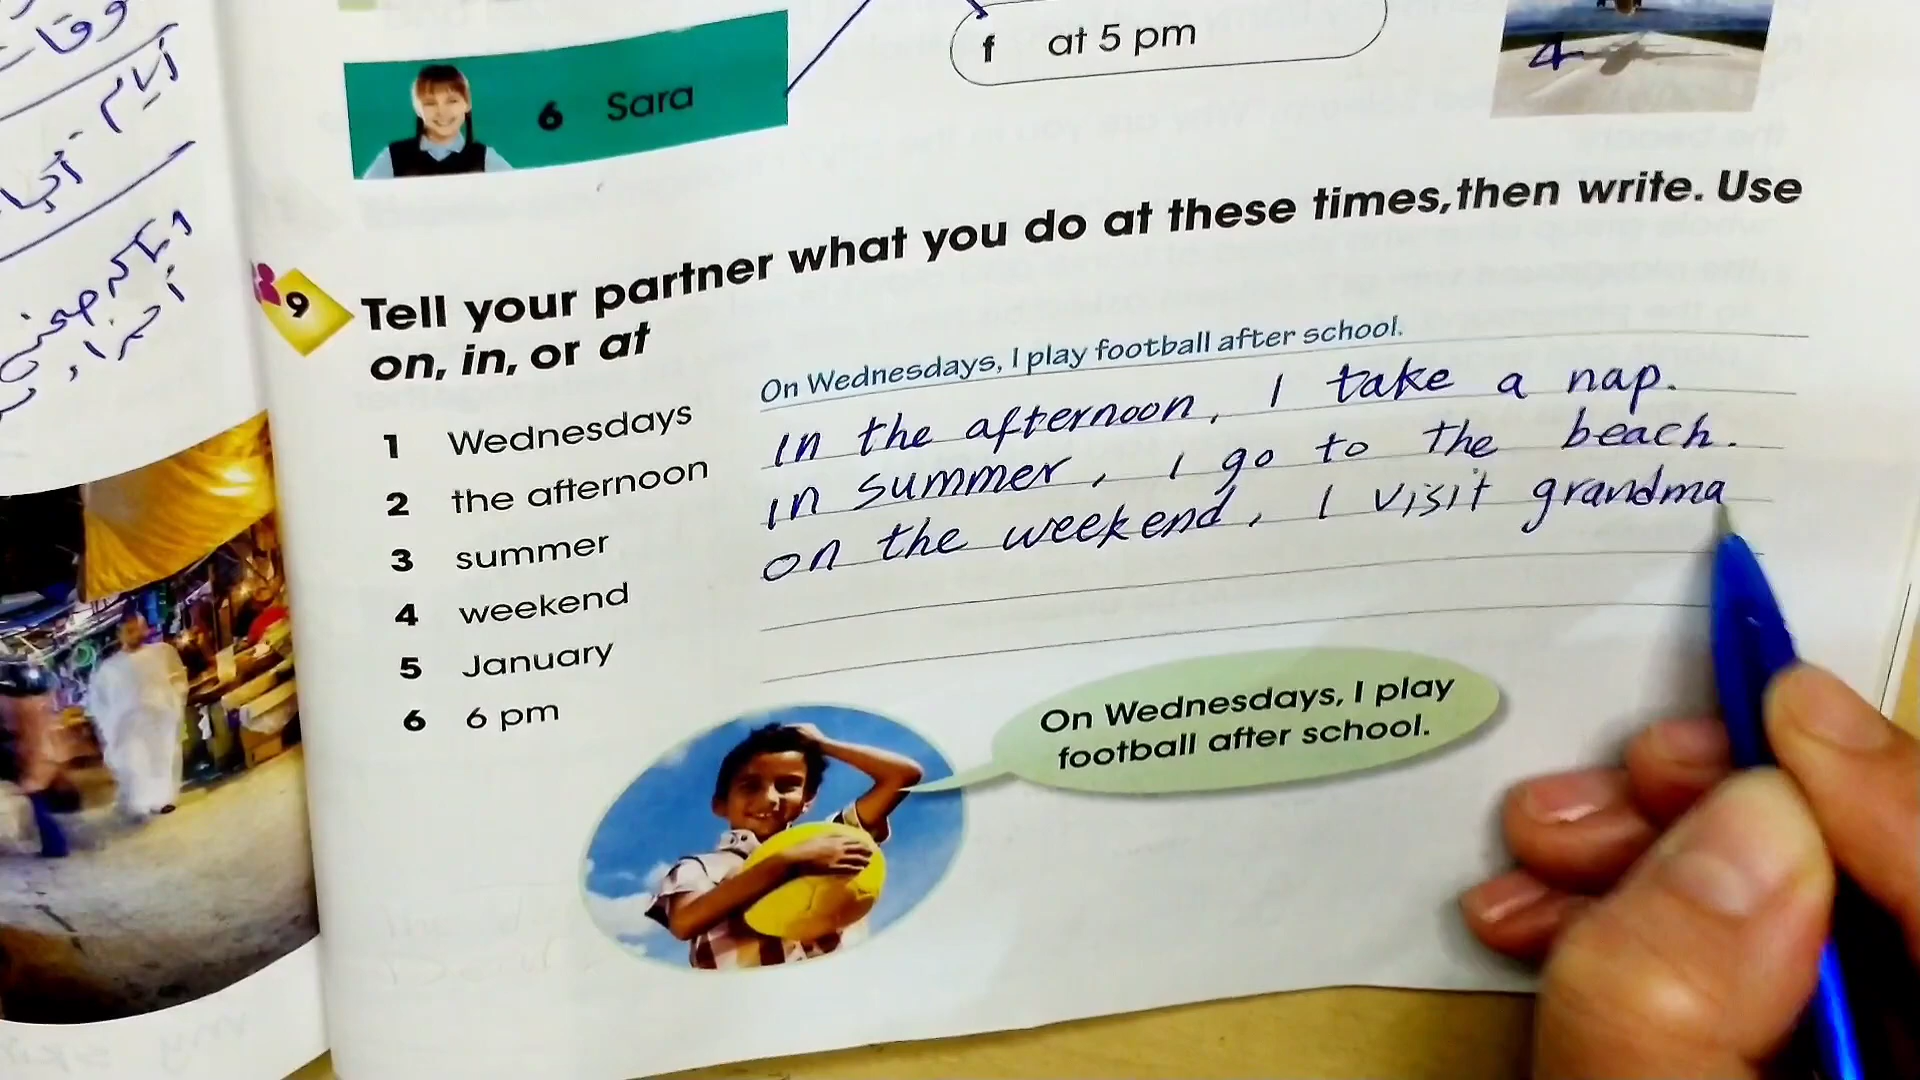 أيام
f at 5 pm
4
6 Sara
9 Tell your partner what you do at these times, then write. Use
on, in, or at
On Wednesdays, I play football after school.
1 Wednesdays
In the afternoon, I take a nap.
2 the afternoon
in summer, I go to the beach.
3 summer
on the weekend, I visit grandma
4 weekend
5 January
6 6 pm
On Wednesdays, I play
football after school.